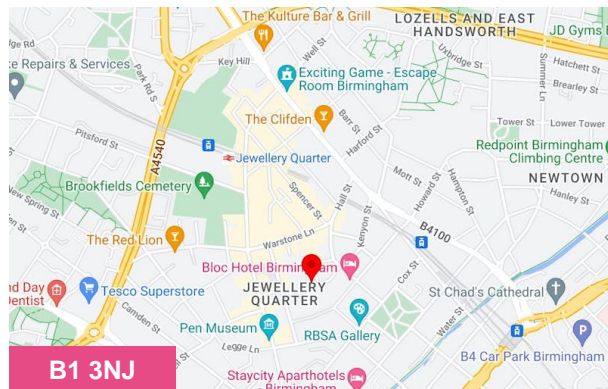 The Kulture Bar & Grill
LOZELLS AND EAST
HANDSWORTH
JD Gyms
Key Hill
Well St
Uxbridge St
Summer Ln
Brearley St
Repairs & Services
Park Rd S
Exciting Game - Escape
Room Birmingham
The Clifden
Barr St
Harford St
Tower St
Lower Tower
Pitsford St
A4540
Jewellery Quarter
Redpoint Birmingham
Climbing Centre
Mott St
NEWTOWN
Brookfields Cemetery
Spencer St
Hall St
Howard St
Hampton St
Hanley St
New Spring St
Kenyon St
B4100
The Red Lion
Warstone Ln
Bloc Hotel Birmingham
Cox St
Dentist
Tesco Superstore
JEWELLERY
QUARTER
St Chad's Cathedral
Camden St
Pen Museum
RBSA Gallery
Water St
Legge Ln
B4 Car Park Birmingham
B1 3NJ
Staycity Aparthotels
- Birmingham